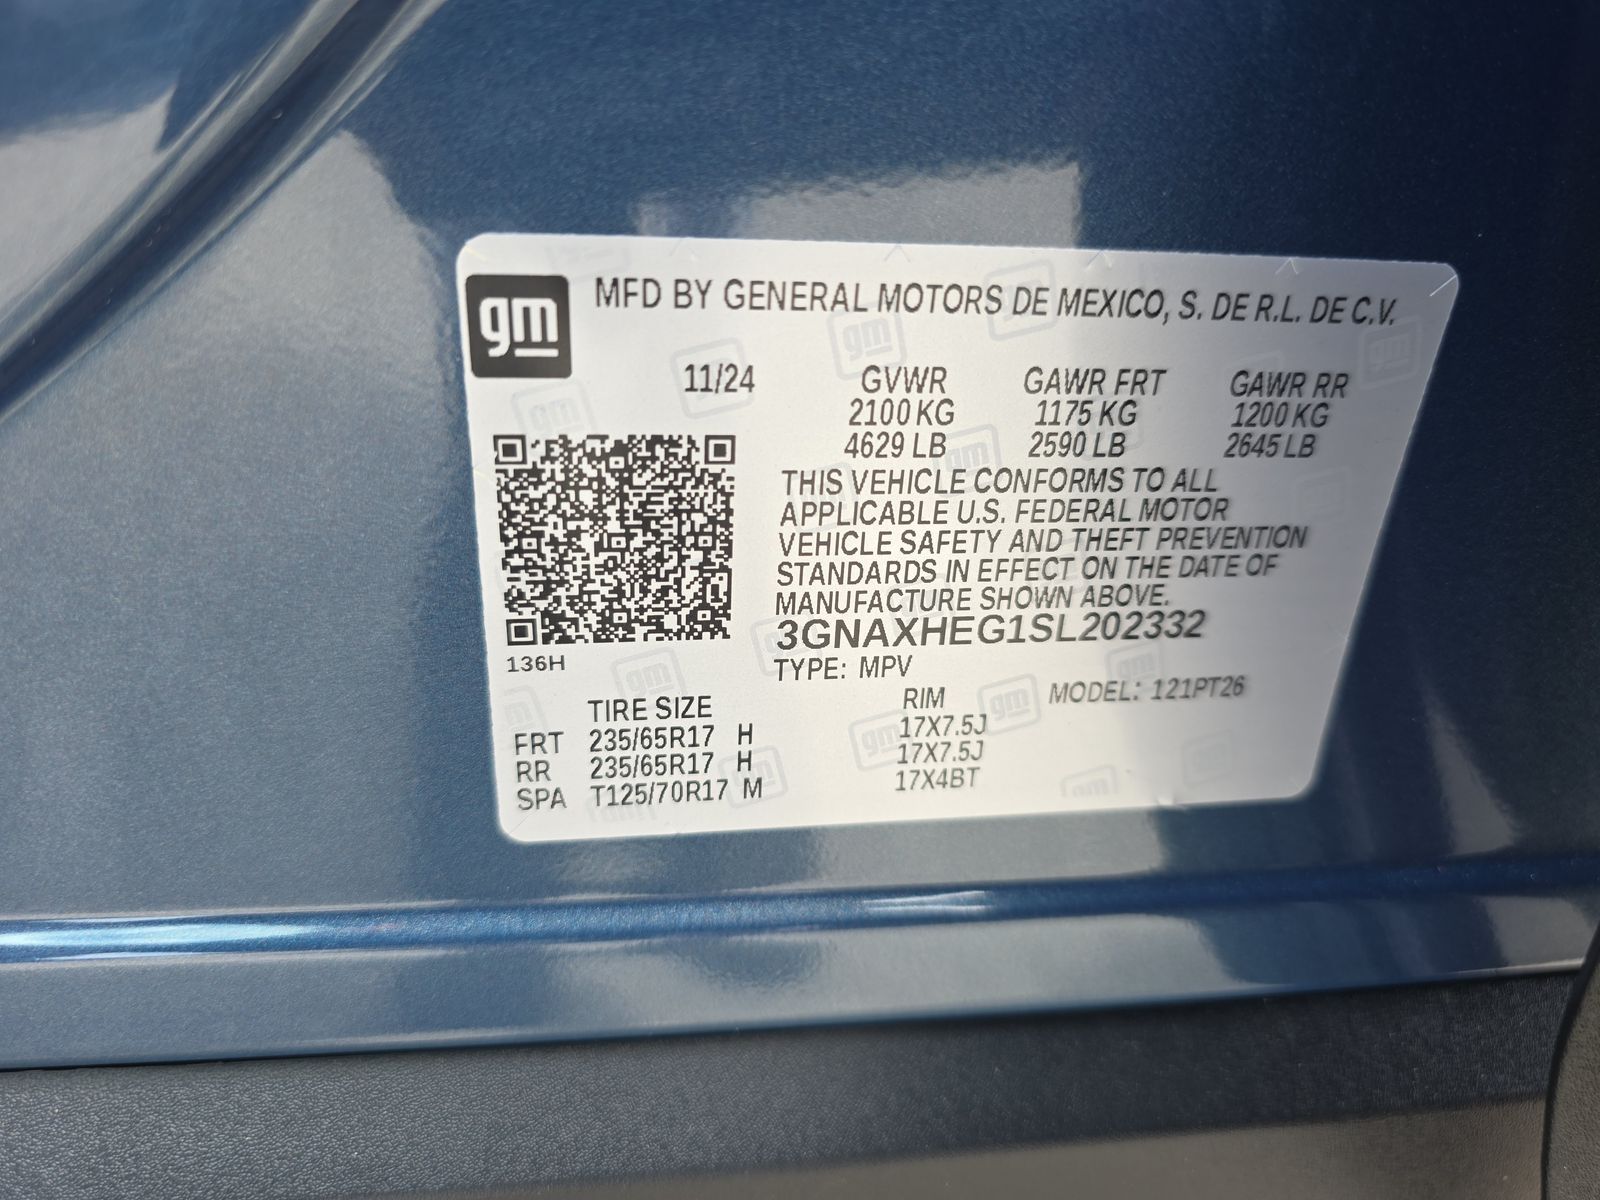 gm
MFD BY GENERAL MOTORS DE MEXICO, S. DE R.L. DE C.V.
11/24 GVWR GAWR FRT GAWR RR
2100 KG 1175 KG 1200 KG
4629 LB 2590 LB 2645 LB
THIS VEHICLE CONFORMS TO ALL
APPLICABLE U.S. FEDERAL MOTOR
VEHICLE SAFETY AND THEFT PREVENTION
STANDARDS IN EFFECT ON THE DATE OF
MANUFACTURE SHOWN ABOVE.
3GNAXHEG1SL202332
136H
TYPE: MPV
MODEL: 121PT26
TIRE SIZE RIM
FRT 235/65R17 H 17X7.5J
RR 235/65R17 H 17X7.5J
SPA T125/70R17 M 17X4BT